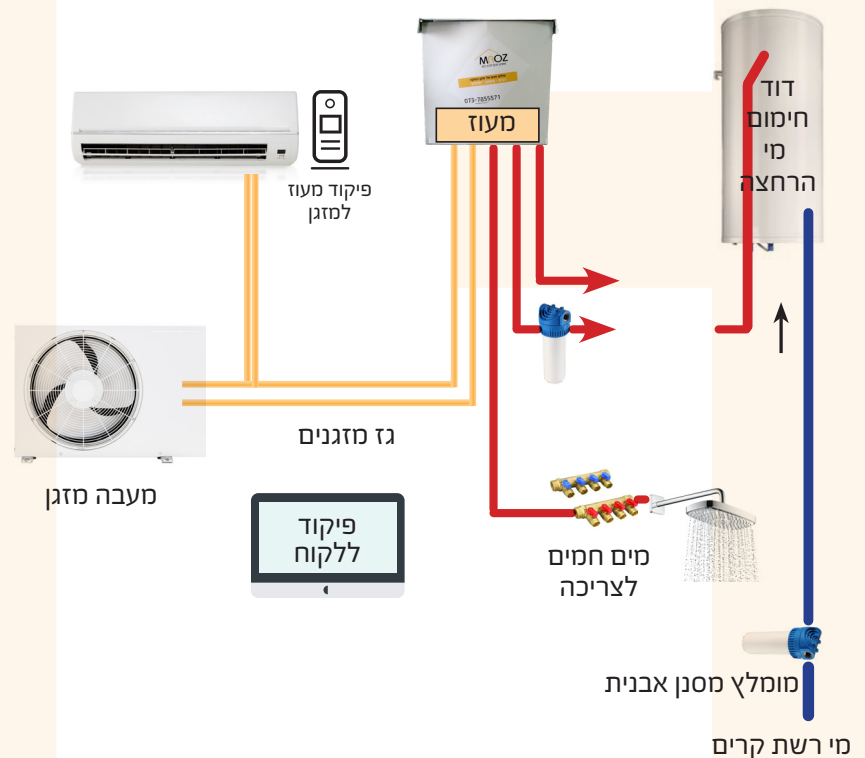 MOOZ
073-7655571
מעוז
דוד
חימום
מי
הרחצה
פיקוד מעוז
למזגן
גז מזגנים
מעבה מזגן
פיקוד
ללקוח
מים חמים
לצריכה
מומלץ מסנן אבנית
מי רשת קרים